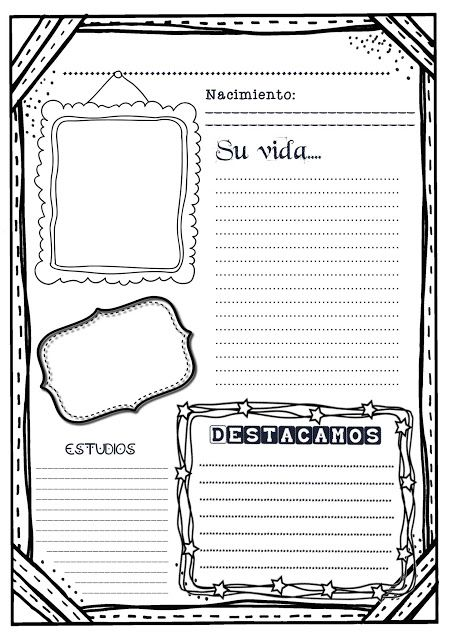 Nacimiento:
Su vida....
ESTUDIOS
DESTACAMOS